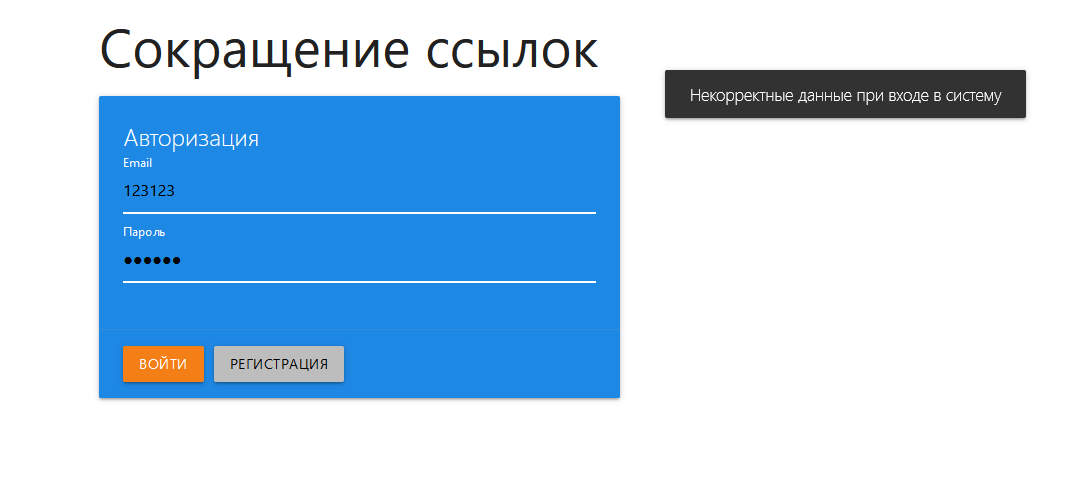 Сокращение ссылок
Некорректные данные при входе в систему
Авторизация
Email
123123
Пароль
••••••
ВОЙТИ
РЕГИСТРАЦИЯ